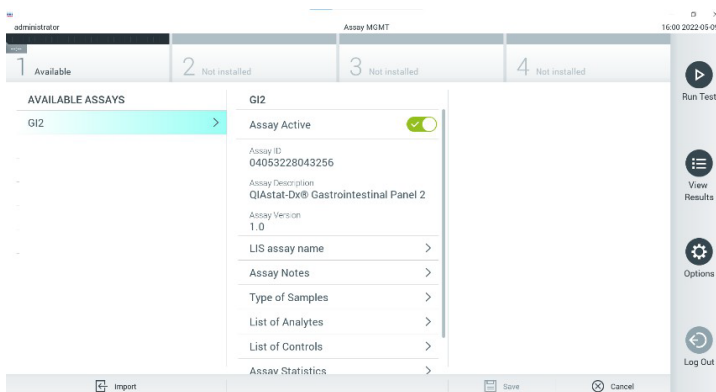 administrator Assay MGMT 16:00 2022-05-09
1 Available 2 Not installed 3 Not installed 4 Not installed
Run Test
View Results
Options
Log Out
AVAILABLE ASSAYS
GI2
GI2
Assay Active
Assay ID
04053228043256
Assay Description
QIAstat-Dx® Gastrointestinal Panel 2
Assay Version
1.0
LIS assay name
Assay Notes
Type of Samples
List of Analytes
List of Controls
Assay Statistics
Import Save Cancel